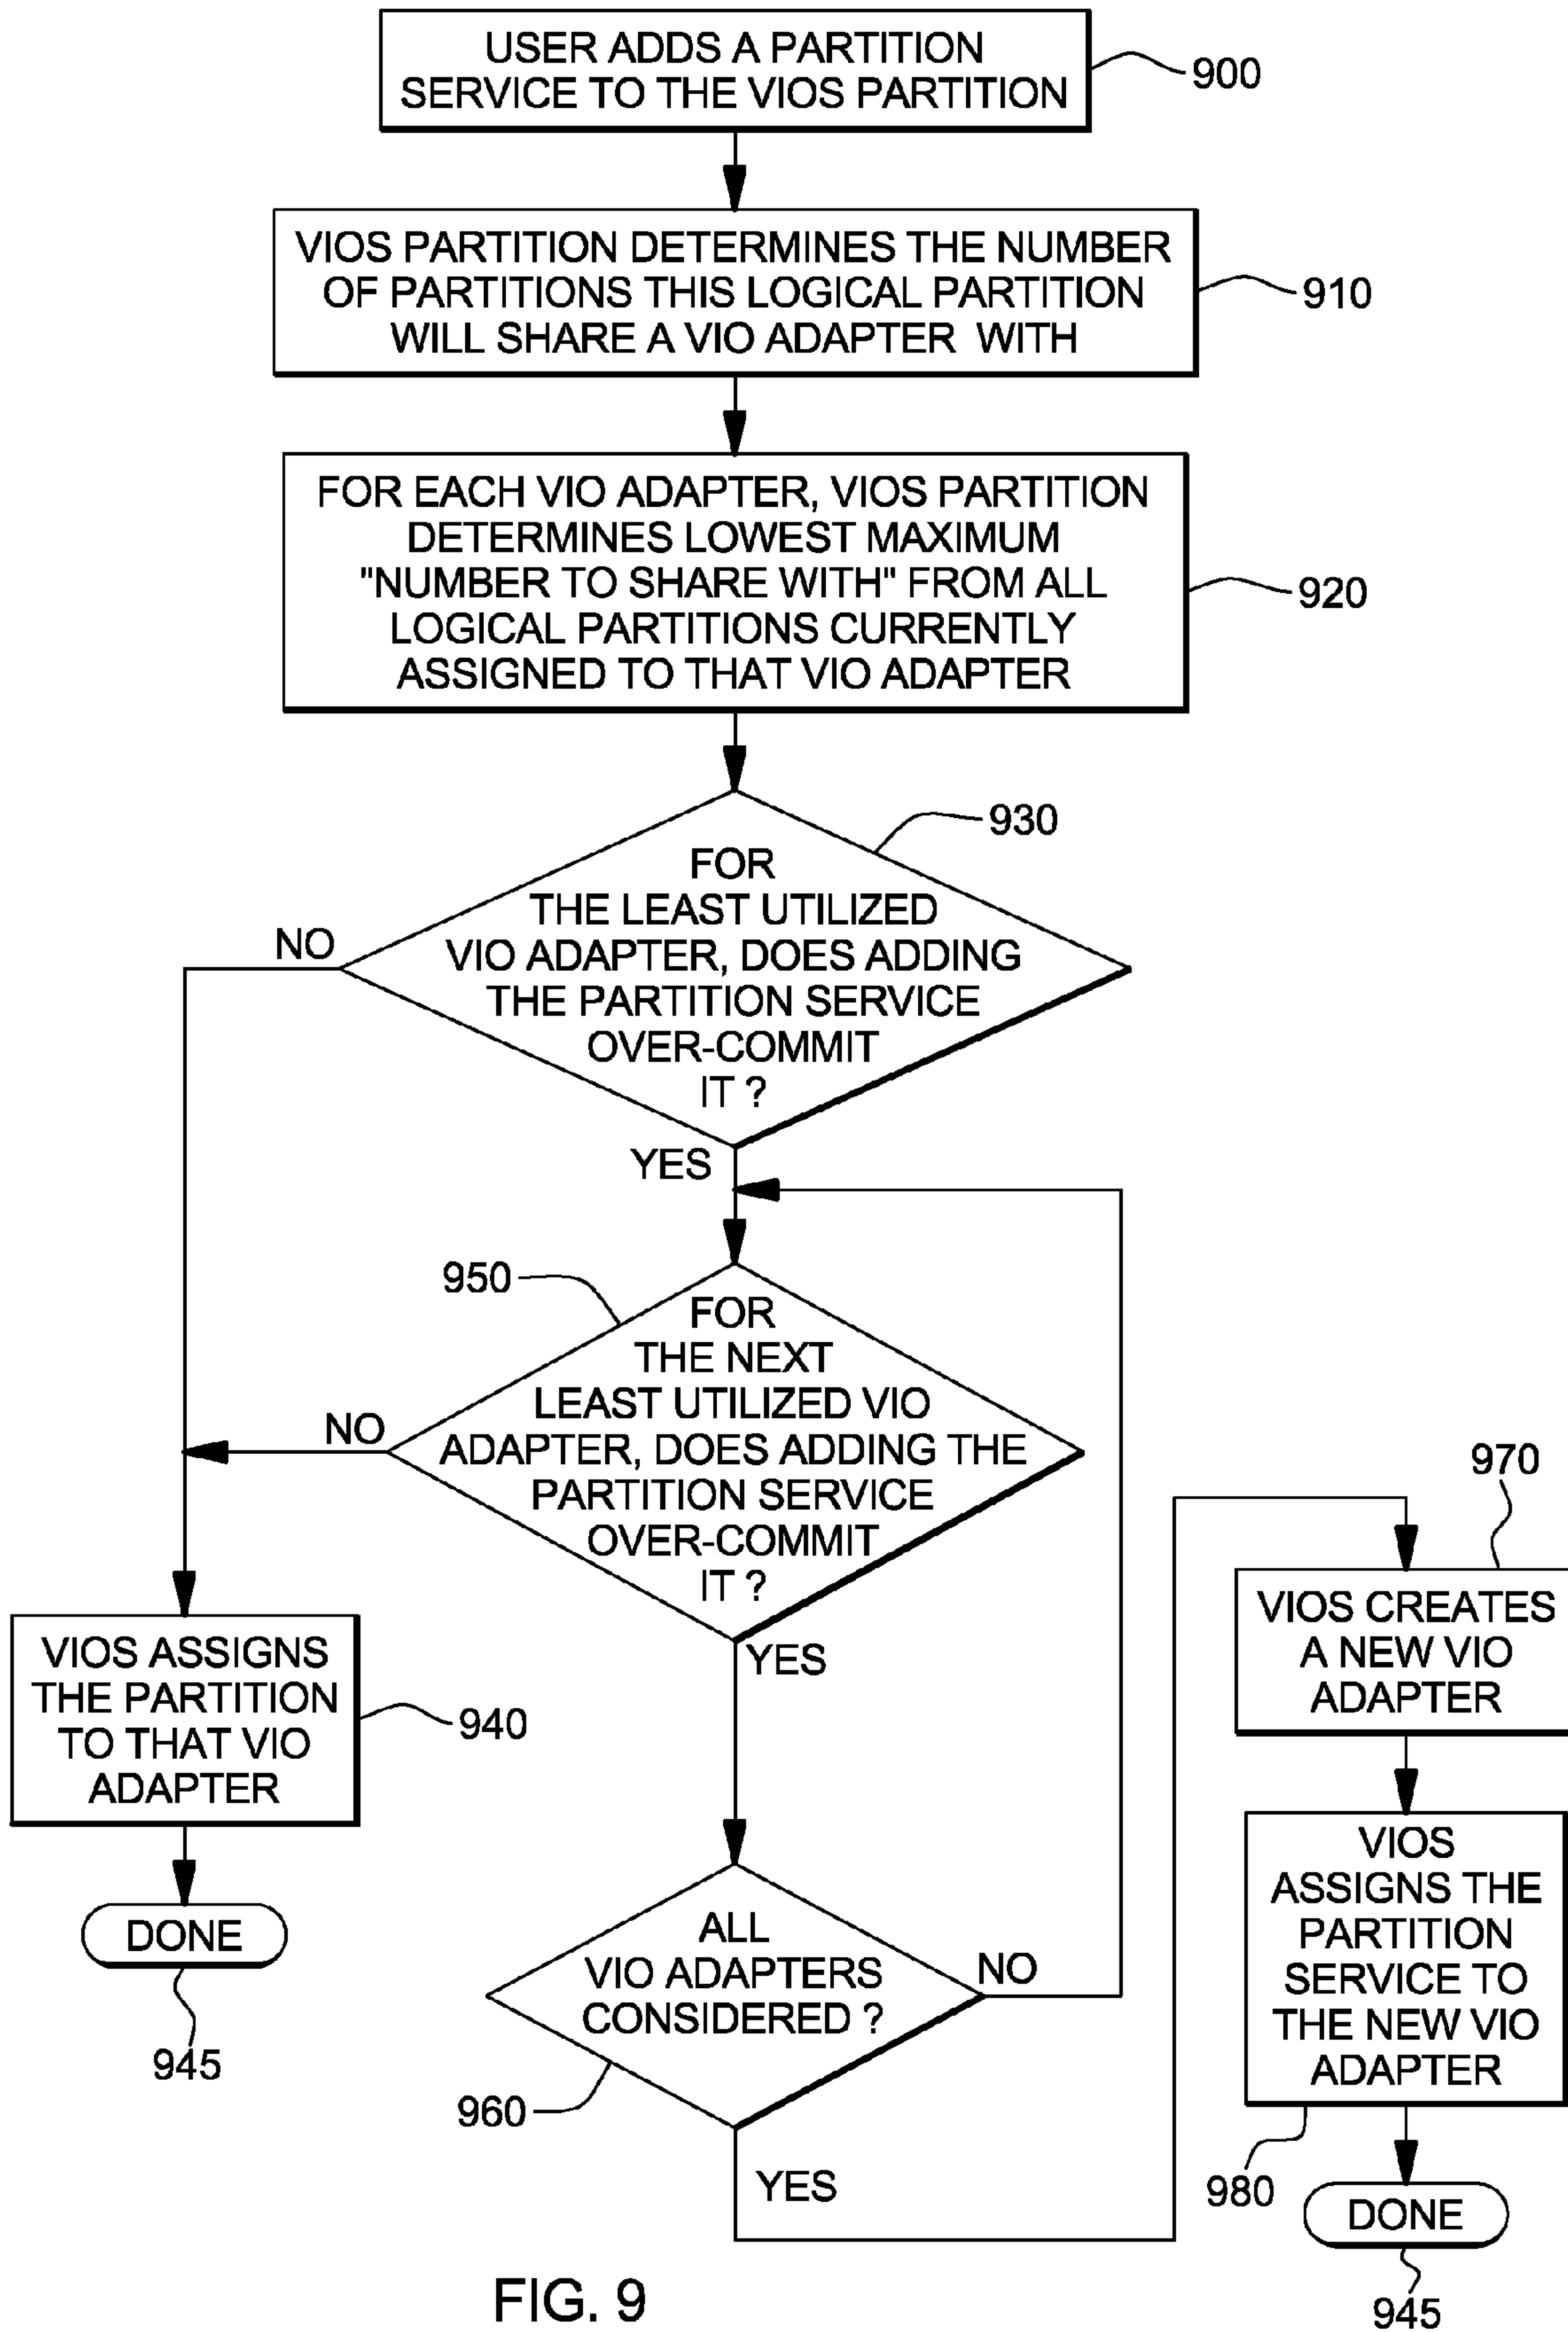 USER ADDS A PARTITION
SERVICE TO THE VIOS PARTITION
900
VIOS PARTITION DETERMINES THE NUMBER
OF PARTITIONS THIS LOGICAL PARTITION
WILL SHARE A VIO ADAPTER WITH
910
FOR EACH VIO ADAPTER, VIOS PARTITION
DETERMINES LOWEST MAXIMUM
"NUMBER TO SHARE WITH" FROM ALL
LOGICAL PARTITIONS CURRENTLY
ASSIGNED TO THAT VIO ADAPTER
920
930
FOR
THE LEAST UTILIZED
VIO ADAPTER, DOES ADDING
THE PARTITION SERVICE
OVER-COMMIT
IT ?
NO
YES
950
FOR
THE NEXT
LEAST UTILIZED VIO
ADAPTER, DOES ADDING THE
PARTITION SERVICE
OVER-COMMIT
IT ?
NO
YES
VIOS ASSIGNS
THE PARTITION
TO THAT VIO
ADAPTER
940
DONE
945
ALL
VIO ADAPTERS
CONSIDERED ?
NO
960
YES
970
VIOS CREATES
A NEW VIO
ADAPTER
VIOS
ASSIGNS THE
PARTITION
SERVICE TO
THE NEW VIO
ADAPTER
980
DONE
945
FIG. 9